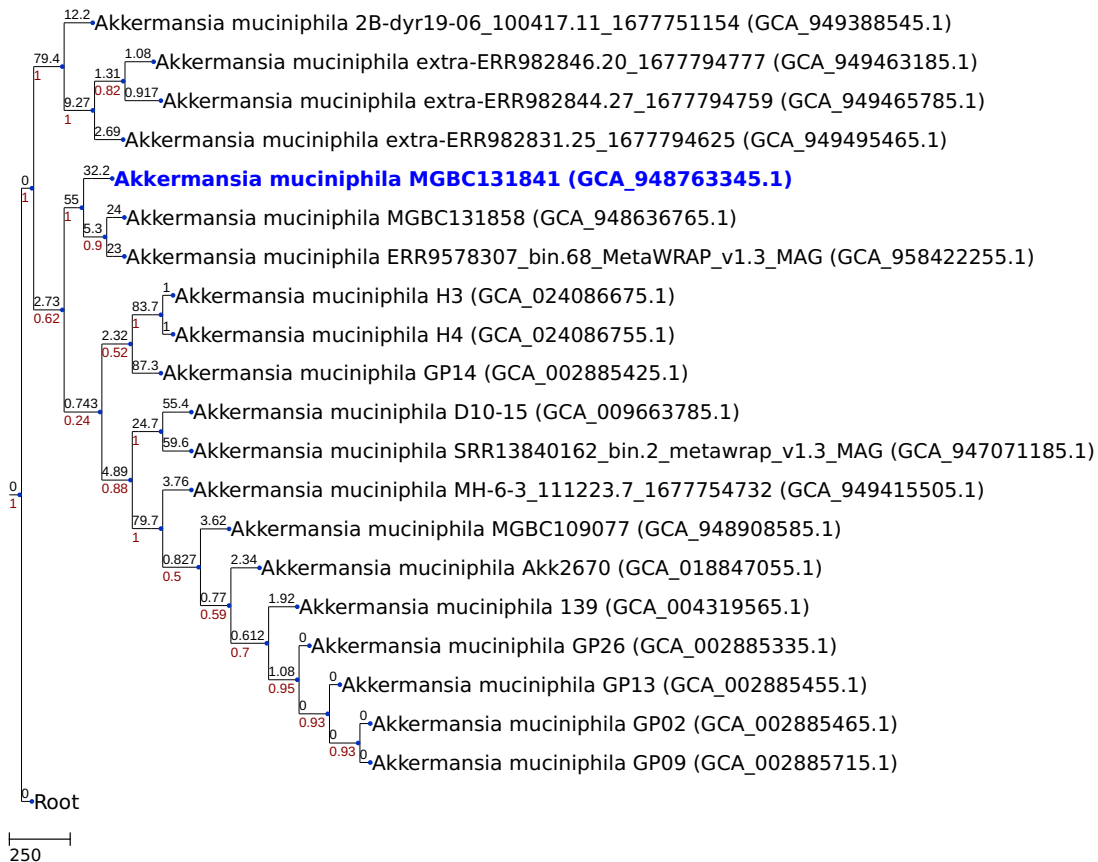 12.2 Akkermansia muciniphila 2B-dyr19-06_100417.11_1677751154 (GCA_949388545.1)
79.4
1
1.08 Akkermansia muciniphila extra-ERR982846.20_1677794777 (GCA_949463185.1)
1.31
0.82
0.917 Akkermansia muciniphila extra-ERR982844.27_1677794759 (GCA_949465785.1)
9.27
1
2.69 Akkermansia muciniphila extra-ERR982831.25_1677794625 (GCA_949495465.1)
0
1
32.2 Akkermansia muciniphila MGBC131841 (GCA_948763345.1)
55
1
24 Akkermansia muciniphila MGBC131858 (GCA_948636765.1)
5.3
0.9
23 Akkermansia muciniphila ERR9578307_bin.68_MetaWRAP_v1.3_MAG (GCA_958422255.1)
2.73
0.62
1 Akkermansia muciniphila H3 (GCA_024086675.1)
83.7
1
1 Akkermansia muciniphila H4 (GCA_024086755.1)
2.32
0.52
87.3 Akkermansia muciniphila GP14 (GCA_002885425.1)
0.743
0.24
55.4 Akkermansia muciniphila D10-15 (GCA_009663785.1)
24.7
1
59.6 Akkermansia muciniphila SRR13840162_bin.2_metawrap_v1.3_MAG (GCA_947071185.1)
4.89
0.88
3.76 Akkermansia muciniphila MH-6-3_111223.7_1677754732 (GCA_949415505.1)
79.7
1
3.62 Akkermansia muciniphila MGBC109077 (GCA_948908585.1)
0.827
0.5
2.34 Akkermansia muciniphila Akk2670 (GCA_018847055.1)
0.77
0.59
1.92 Akkermansia muciniphila 139 (GCA_004319565.1)
0.612
0.7
0 Akkermansia muciniphila GP26 (GCA_002885335.1)
1.08
0.95
0 Akkermansia muciniphila GP13 (GCA_002885455.1)
0
0.93
0 Akkermansia muciniphila GP02 (GCA_002885465.1)
0
0.93
0 Akkermansia muciniphila GP09 (GCA_002885715.1)
0
1
0 Root
250